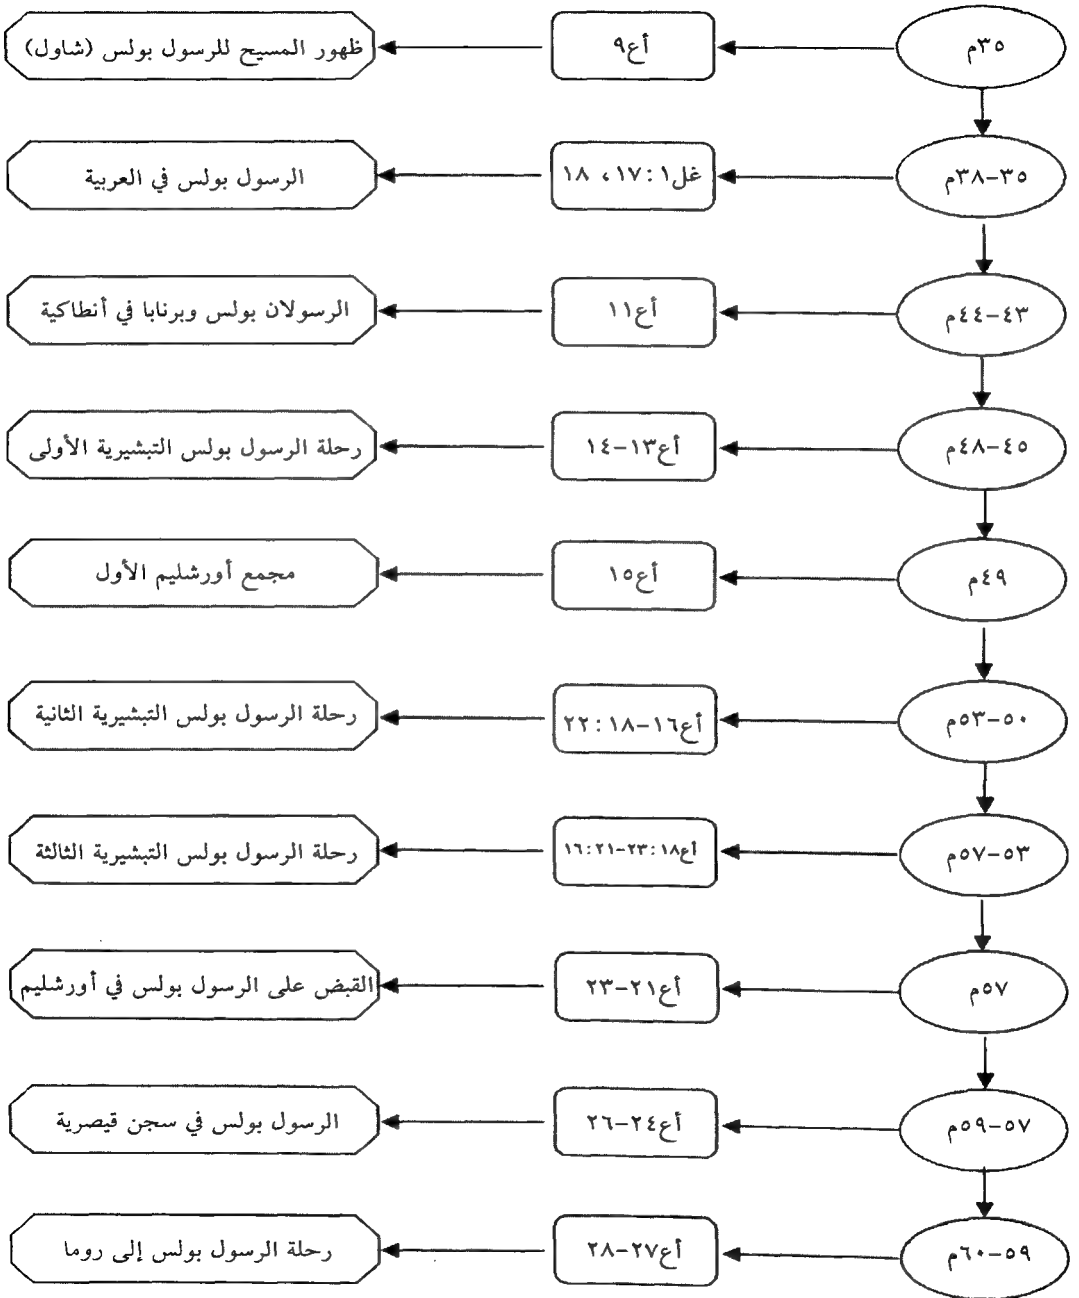 ٣٥م
أع٩
ظهور المسيح للرسول بولس (شاول)
٣٥-٣٨م
غل١:١٧، ١٨
الرسول بولس في العربية
٤٣-٤٤م
أع١١
الرسولان بولس وبرنابا في أنطاكية
٤٥-٤٨م
أع١٣-١٤
رحلة الرسول بولس التبشيرية الأولى
٤٩م
أع١٥
مجمع أورشليم الأول
٥٠-٥٣م
أع١٦-١٨:٢٢
رحلة الرسول بولس التبشيرية الثانية
٥٣-٥٧م
أع١٨:٢٣-٢١:١٦
رحلة الرسول بولس التبشيرية الثالثة
٥٧م
أع٢١-٢٣
القبض على الرسول بولس في أورشليم
٥٧-٥٩م
أع٢٤-٢٦
الرسول بولس في سجن قيصرية
٥٩-٦٠م
أع٢٧-٢٨
رحلة الرسول بولس إلى روما